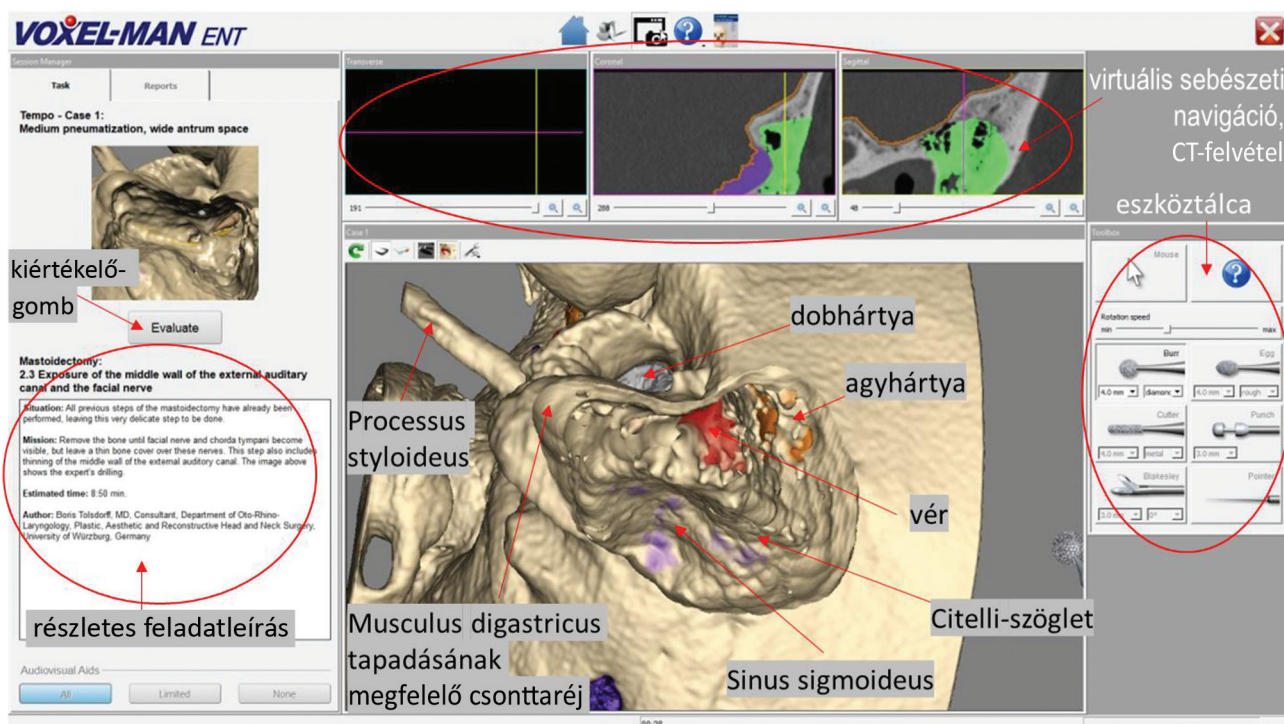 VOXEL-MAN ENT
Session Manager
Task
Reports
Tempo - Case 1:
Medium pneumatization, wide antrum space
kiértékelő-
gomb
Evaluate
Mastoidectomy:
2.3 Exposure of the middle wall of the external auditory
canal and the facial nerve
Situation: All previous steps of the mastoidectomy have already been
performed, leaving this very delicate step to be done.
Mission: Remove the bone until facial nerve and chorda tympani become
visible, but leave a thin bone cover over these nerves. This step also includes
thinning of the middle wall of the external auditory canal. The image above
shows the expert's drilling.
Estimated time: 8:50 min.
Author: Boris Tolsdorff, MD, Consultant, Department of Oto-Rhino-
Laryngology, Plastic, Aesthetic and Reconstructive Head and Neck Surgery,
University of Würzburg, Germany
részletes feladatleírás
Audiovisual Aids
All
Limited
None
Transverse
191
Coronal
288
Sagittal
48
virtuális sebészeti
navigáció,
CT-felvétel
Case 1
dobhártya
agyhártya
Processus
styloideus
vér
Citelli-szöglet
Musculus digastricus
tapadásának
megfelelő csonttaréj
Sinus sigmoideus
eszköztálca
Toolbox
Mouse
?
Rotation speed
min
max
Burr
4.0 mm
diamonc
Egg
4.0 mm
rough
Cutter
4.0 mm
metal
Punch
3.0 mm
Blakesley
3.0 mm
0°
Pointer